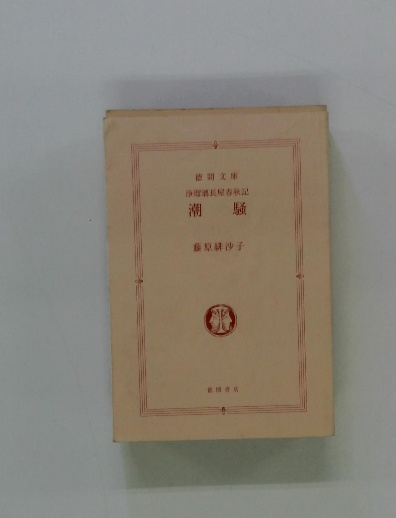 徳間文庫
浄瑠璃長屋春秋記
潮騒
藤原緋沙子
徳間書店